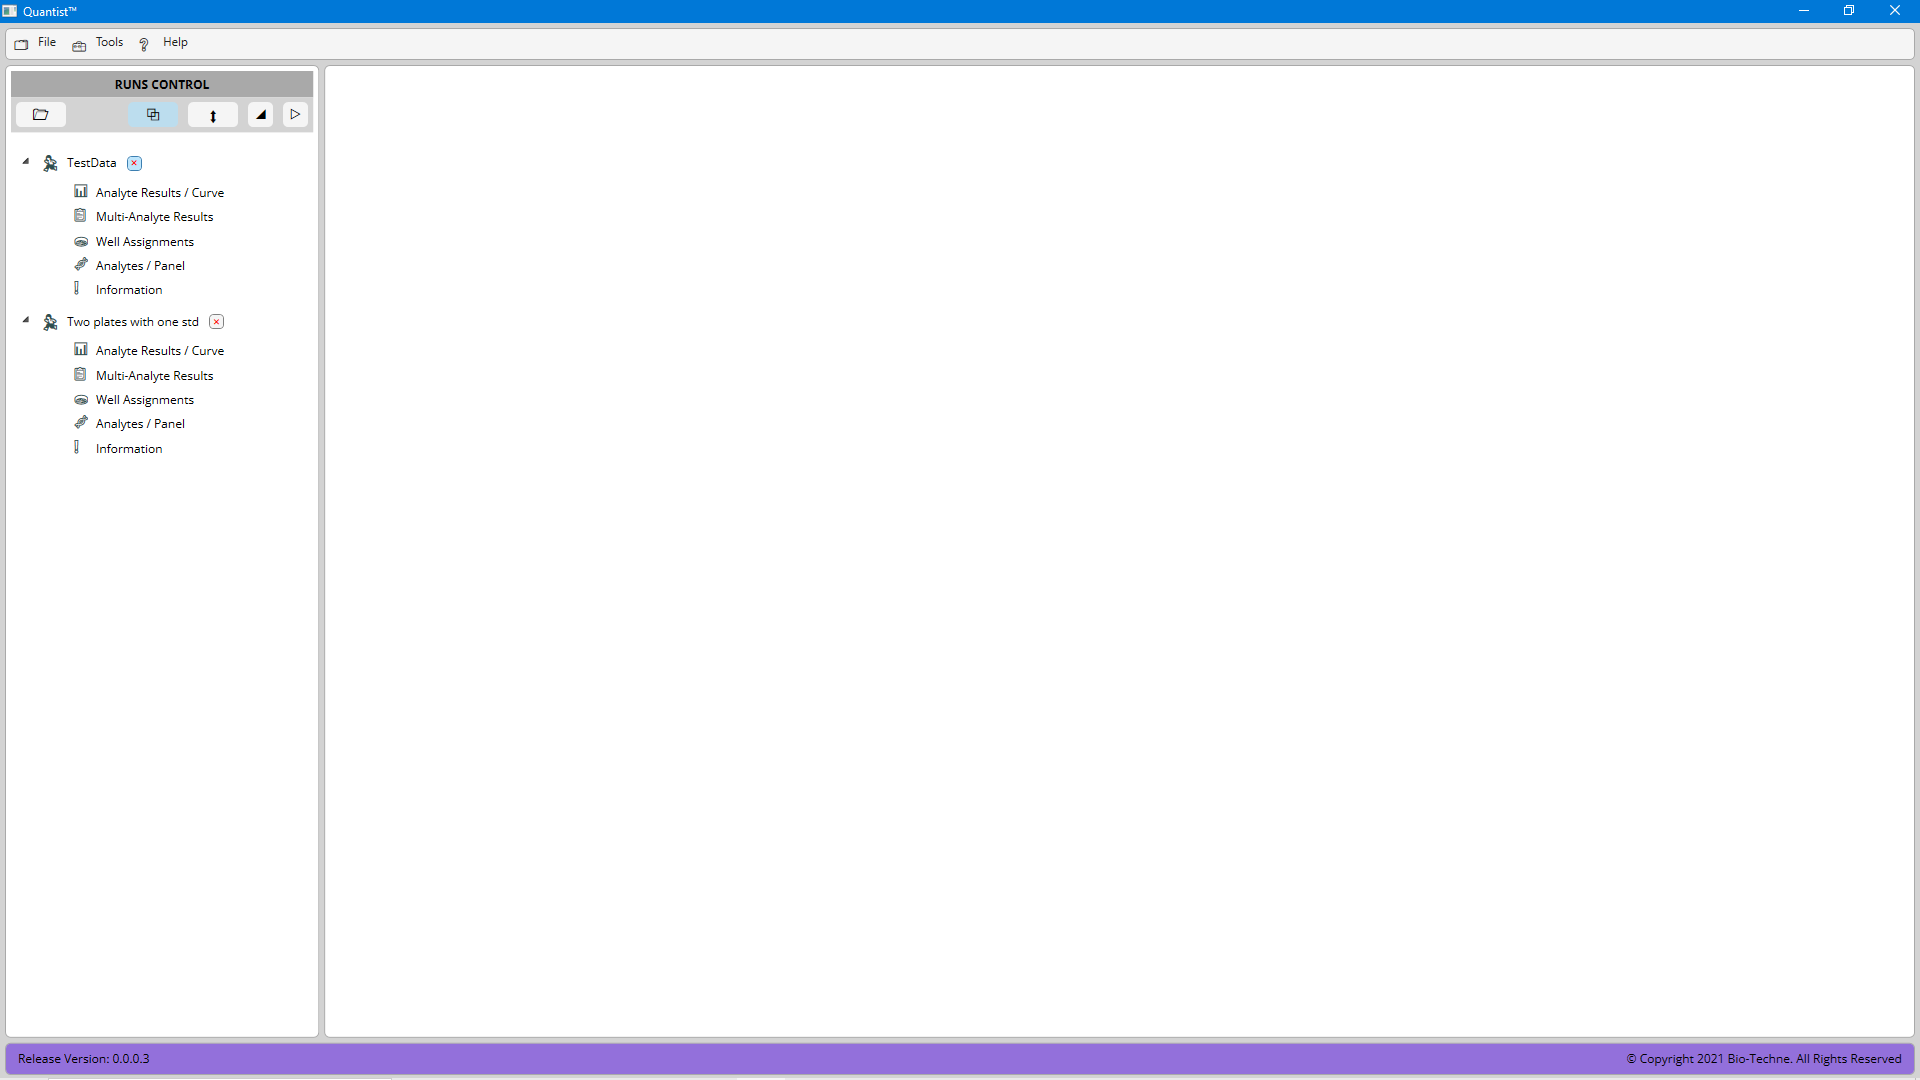 Quantist™
File Tools Help
RUNS CONTROL
TestData
Analyte Results / Curve
Multi-Analyte Results
Well Assignments
Analytes / Panel
Information
Two plates with one std
Analyte Results / Curve
Multi-Analyte Results
Well Assignments
Analytes / Panel
Information
Release Version: 0.0.0.3
© Copyright 2021 Bio-Techne. All Rights Reserved